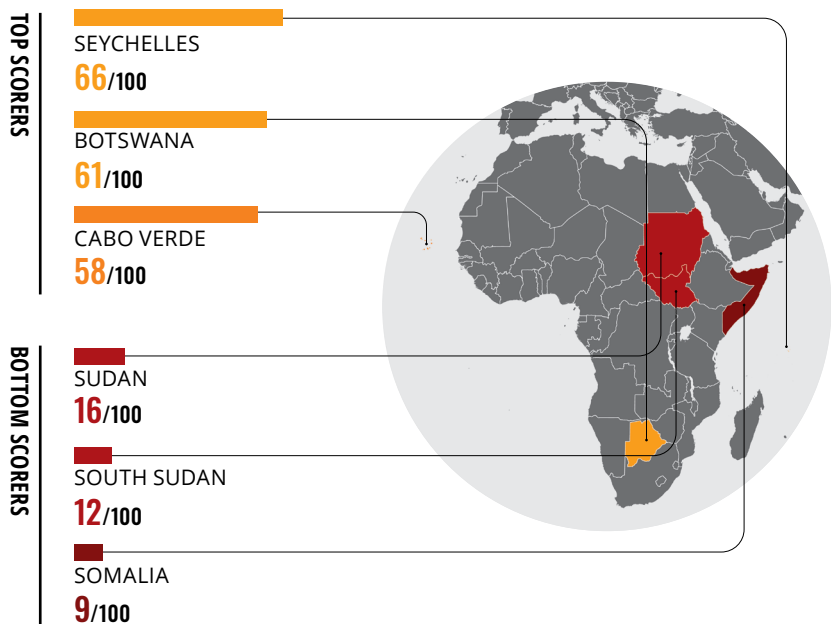 TOP SCORERS
SEYCHELLES
66/100
BOTSWANA
61/100
CABO VERDE
58/100
BOTTOM SCORERS
SUDAN
16/100
SOUTH SUDAN
12/100
SOMALIA
9/100